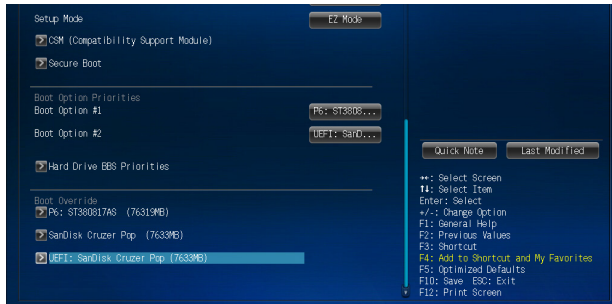 Setup Mode EZ Mode
CSM (Compatibility Support Module)
Secure Boot
Boot Option Priorities
Boot Option #1 P6: ST3808...
Boot Option #2 UEFI: SanD...
Hard Drive BBS Priorities
Boot Override
P6: ST380817AS (76319MB)
SanDisk Cruzer Pop (7633MB)
UEFI: SanDisk Cruzer Pop (7633MB)
Quick Note Last Modified
→←: Select Screen
↑↓: Select Item
Enter: Select
+/-: Change Option
F1: General Help
F2: Previous Values
F3: Shortcut
F4: Add to Shortcut and My Favorites
F5: Optimized Defaults
F10: Save ESC: Exit
F12: Print Screen